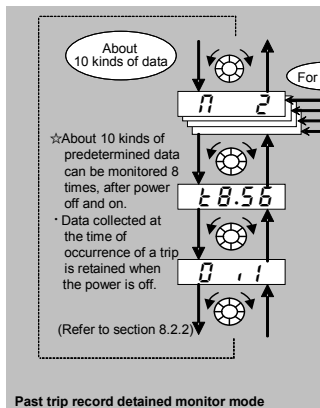 About
10 kinds of data
For
n 2
☆About 10 kinds of
predetermined data
can be monitored 8
times, after power
off and on.
t8.56
・Data collected at
the time of
occurrence of a trip
is retained when
the power is off.
0 ,1
(Refer to section 8.2.2)
Past trip record detained monitor mode